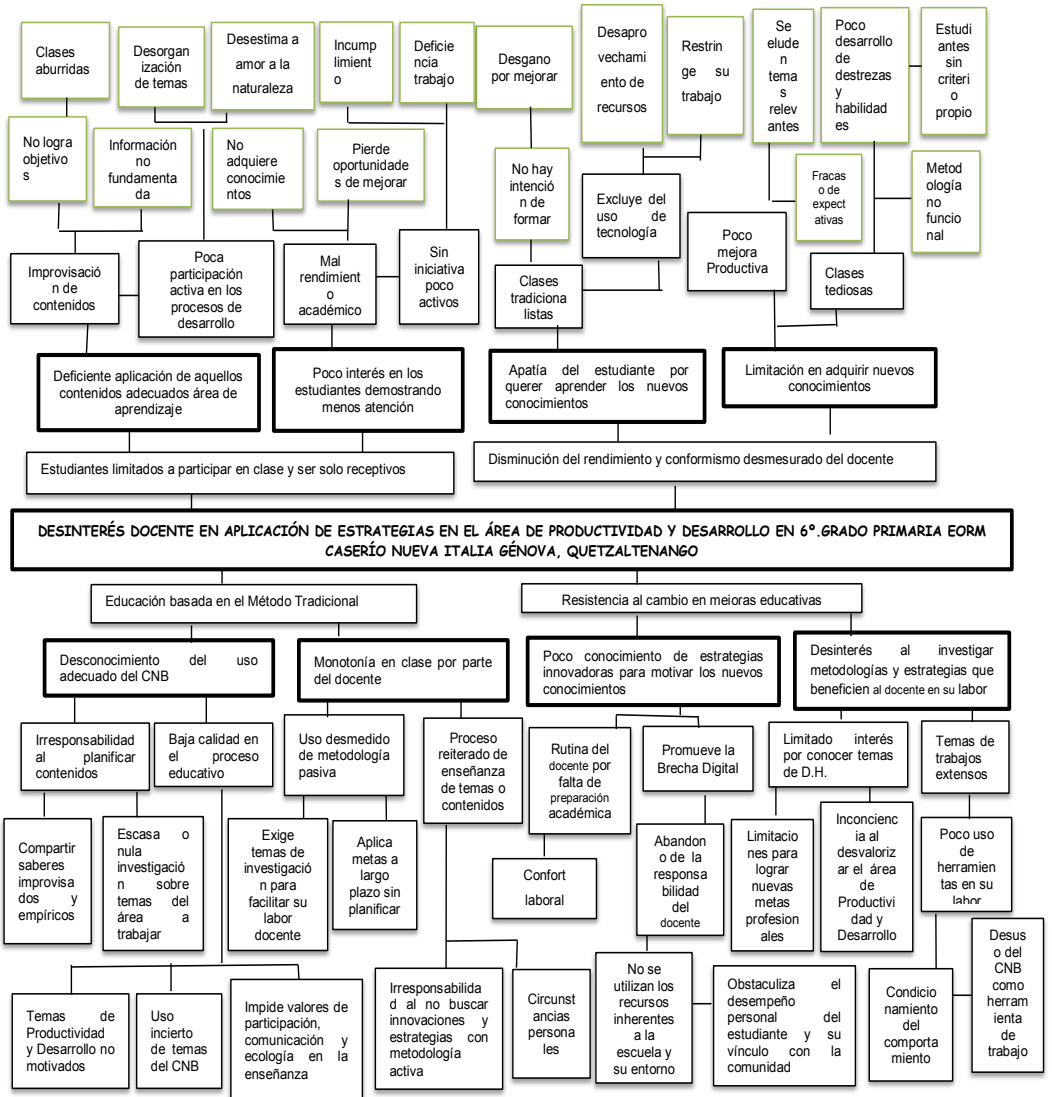 Clases
aburridas
Desorgan
ización
de temas
Desestima a
amor a la
naturaleza
Incump
limient
o
Deficie
ncia
trabajo
Desgano
por mejorar
Desapro
vechami
ento de
recursos
Restrin
ge su
trabajo
Se
elude
n
tema
s
relev
antes
Poco
desarrollo
de
destrezas
y
habilidad
es
Estudi
antes
sin
criteri
o
propio
No logra
objetivo
s
Información
no
fundamenta
da
No
adquiere
conocimie
ntos
Pierde
oportunidade
s de mejorar
No hay
intenció
n de
formar
Excluye del
uso de
tecnología
Poco
mejora
Productiva
Fracas
o de
expect
ativas
Metod
ología
no
funcio
nal
Improvisació
n de contenidos
Poca
participación
activa en los
procesos de
desarrollo
Mal
rendimient
o
académico
Sin
iniciativa
poco
activos
Clases
tradiciona
listas
Clases
tediosas
Deficiente aplicación de aquellos
contenidos adecuados área de
aprendizaje
Poco interés en los
estudiantes demostrando
menos atención
Apatía del estudiante por
querer aprender los nuevos
conocimientos
Limitación en adquirir nuevos
conocimientos
Estudiantes limitados a participar en clase y ser solo receptivos
Disminución del rendimiento y conformismo desmesurado del docente
DESINTERÉS DOCENTE EN APLICACIÓN DE ESTRATEGIAS EN EL ÁREA DE PRODUCTIVIDAD Y DESARROLLO EN 6º.GRADO PRIMARIA EORM
CASERÍO NUEVA ITALIA GÉNOVA, QUETZALTENANGO
Educación basada en el Método Tradicional
Resistencia al cambio en mejoras educativas
Desconocimiento del uso
adecuado del CNB
Monotonía en clase por parte
del docente
Poco conocimiento de estrategias
innovadoras para motivar los nuevos
conocimientos
Desinterés al investigar
metodologías y estrategias que
beneficien al docente en su labor
Irresponsabilidad
al planificar
contenidos
Baja calidad en
el proceso
educativo
Uso desmedido
de metodología
pasiva
Proceso
reiterado de
enseñanza
de temas o
contenidos
Rutina del
docente por
falta de
preparación
académica
Promueve la
Brecha Digital
Limitado interés
por conocer temas
de D.H.
Temas de
trabajos
extensos
Compartir
saberes
improvisa
dos y
empíricos
Escasa o
nula
investigació
n sobre
temas del
área a
trabajar
Exige
temas de
investigació
n para
facilitar su
labor
docente
Aplica
metas a
largo
plazo sin
planificar
Confort
laboral
Abandon
o de la
responsa
bilidad
del
docente
Limitacio
nes para
lograr
nuevas
metas
profesion
ales
Inconcienc
ia al
desvaloriz
ar el área
de
Productivi
dad y
Desarrollo
Poco uso
de
herramien
tas en su
labor
Temas de
Productividad
y Desarrollo no
motivados
Uso
incierto
de temas
del CNB
Impide valores de
participación,
comunicación y
ecología en la
enseñanza
Irresponsabilida
d al no buscar
innovaciones y
estrategias con
metodología
activa
Circunst
ancias
persona
les
No se
utilizan los
recursos
inherentes
a la
escuela y
su entorno
Obstaculiza el
desempeño
personal del
estudiante y su
vínculo con la
comunidad
Condicio
namiento
del
comporta
miento
Desus
o del
CNB
como
herram
ienta
de
trabajo